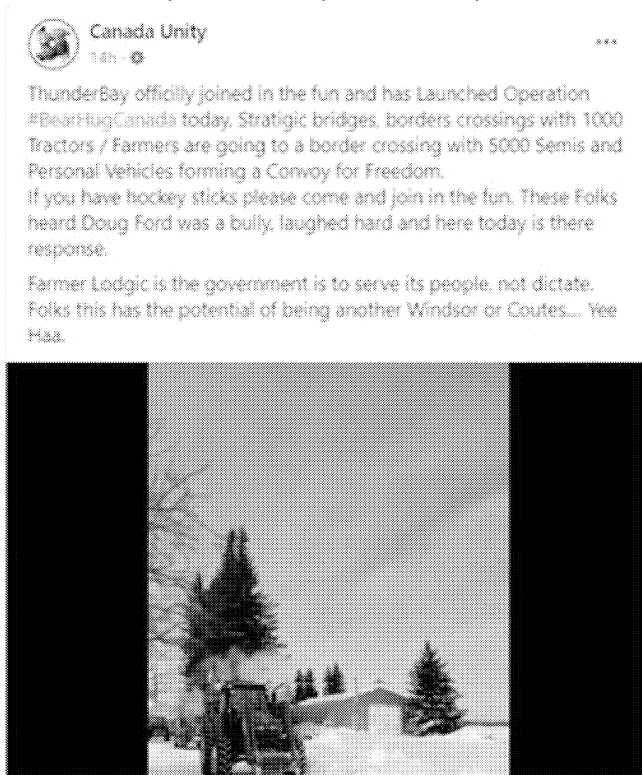 Canada Unity
14h
ThunderBay officilly joined in the fun and has Launched Operation
#BearHugCanada today. Stratigic bridges, borders crossings with 1000
Tractors / Farmers are going to a border crossing with 5000 Semis and
Personal Vehicles forming a Convoy for Freedom.
If you have hockey sticks please come and join in the fun. These Folks
heard Doug Ford was a bully, laughed hard and here today is there
response.
Farmer Lodgic is the government is to serve its people, not dictate.
Folks this has the potential of being another Windsor or Coutes.... Yee
Haa.